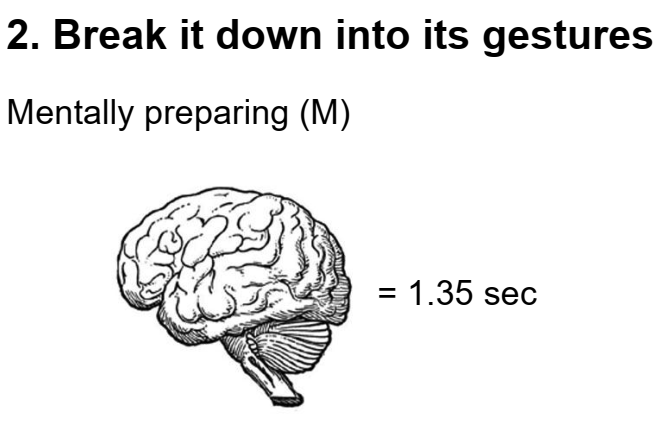 2. Break it down into its gestures
Mentally preparing (M)
= 1.35 sec